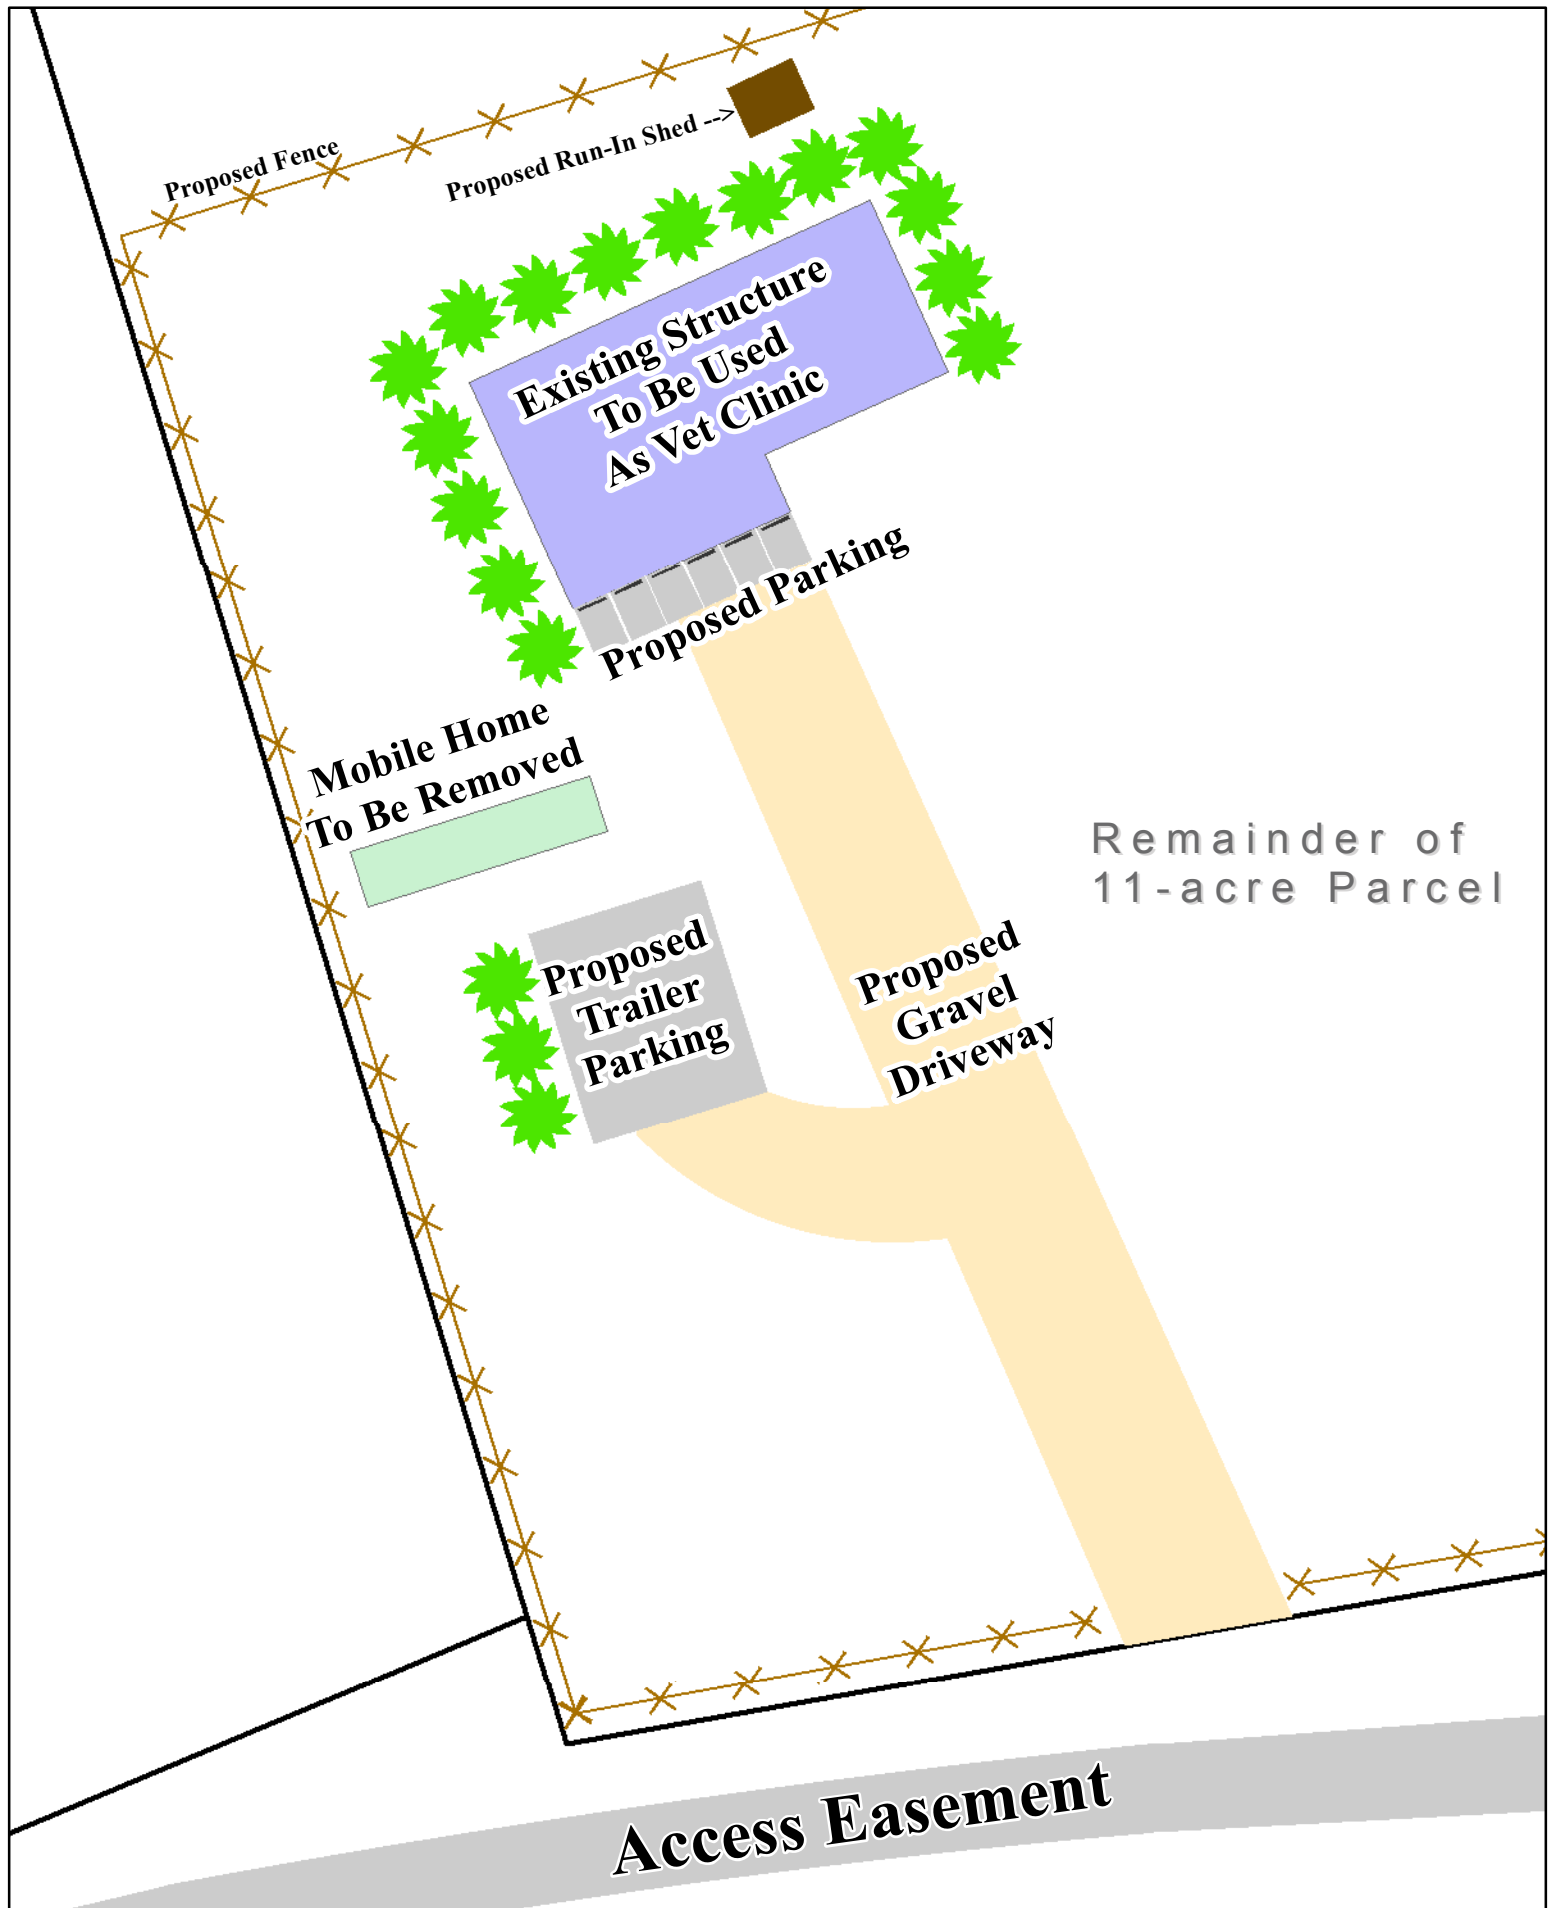 Proposed Fence
Proposed Run-In Shed -->
Existing Structure
To Be Used
As Vet Clinic
Proposed Parking
Mobile Home
To Be Removed
Remainder of
11-acre Parcel
Proposed
Trailer
Parking
Proposed
Gravel
Driveway
Access Easement